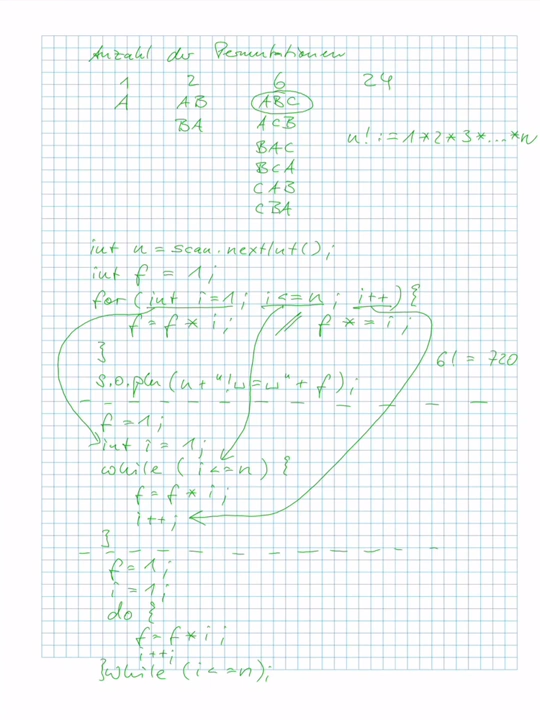 Anzahl der Permutationen
1 2 6 24
A AB ABC
BA ACB
n! := 1*2*3*...*n
BAC
BCA
CAB
CBA
int n = scan.nextInt();
int f = 1;
for (int i=1; i<=n; i++) {
f = f * i; // f *= i;
}
6! = 720
S.o.pln (n + "!␣=␣" + f);
f = 1;
int i = 1;
while ( i<=n) {
f = f * i;
i++;
}
f = 1;
i = 1;
do {
f = f * i;
i++;
}while (i<=n);